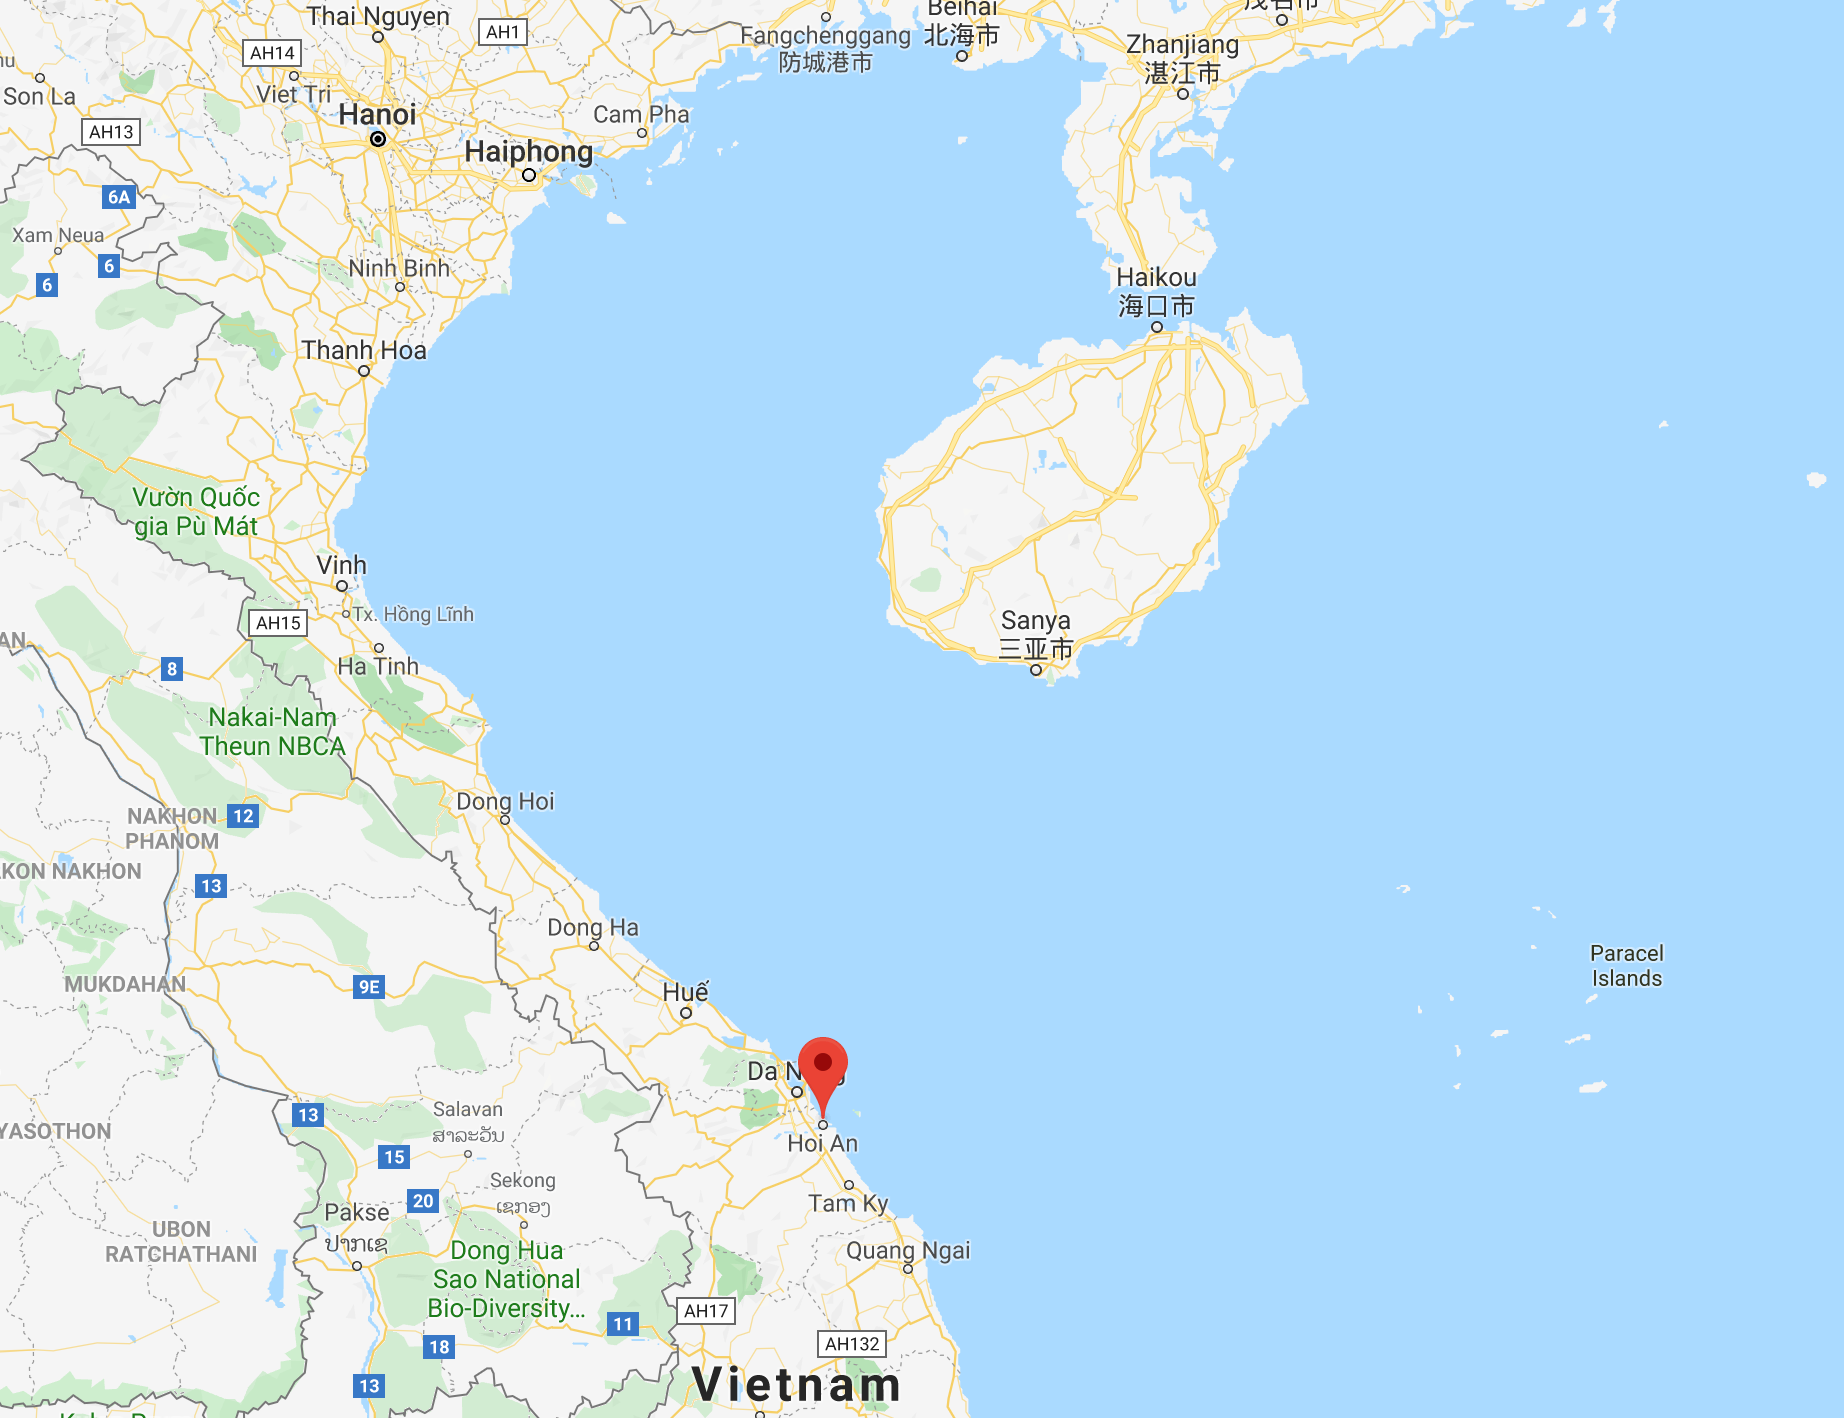 Thai Nguyen
AH1
Beihai
北海市
茂名市
Fangchenggang
防城港市
Zhanjiang
湛江市
AH14
Son La
Viet Tri
Hanoi
Cam Pha
AH13
Haiphong
6A
Xam Neua
6
6
Ninh Binh
Haikou
海口市
Thanh Hoa
Vườn Quốc
gia Pù Mát
Vinh
Tx. Hồng Lĩnh
AH15
Sanya
三亚市
8
Ha Tinh
Nakai-Nam
Theun NBCA
Dong Hoi
NAKHON
PHANOM
12
KON NAKHON
13
Dong Ha
Paracel
Islands
MUKDAHAN
9E
Huế
Da N
Hoi An
13
Salavan
ສາລະວັນ
YASOTHON
15
Sekong
ເຊກອງ
20
Tam Ky
Pakse
ປາກເຊ
UBON
RATCHATHANI
Dong Hua
Sao National
Bio-Diversity...
Quang Ngai
AH17
11
AH132
18
Vietnam
13